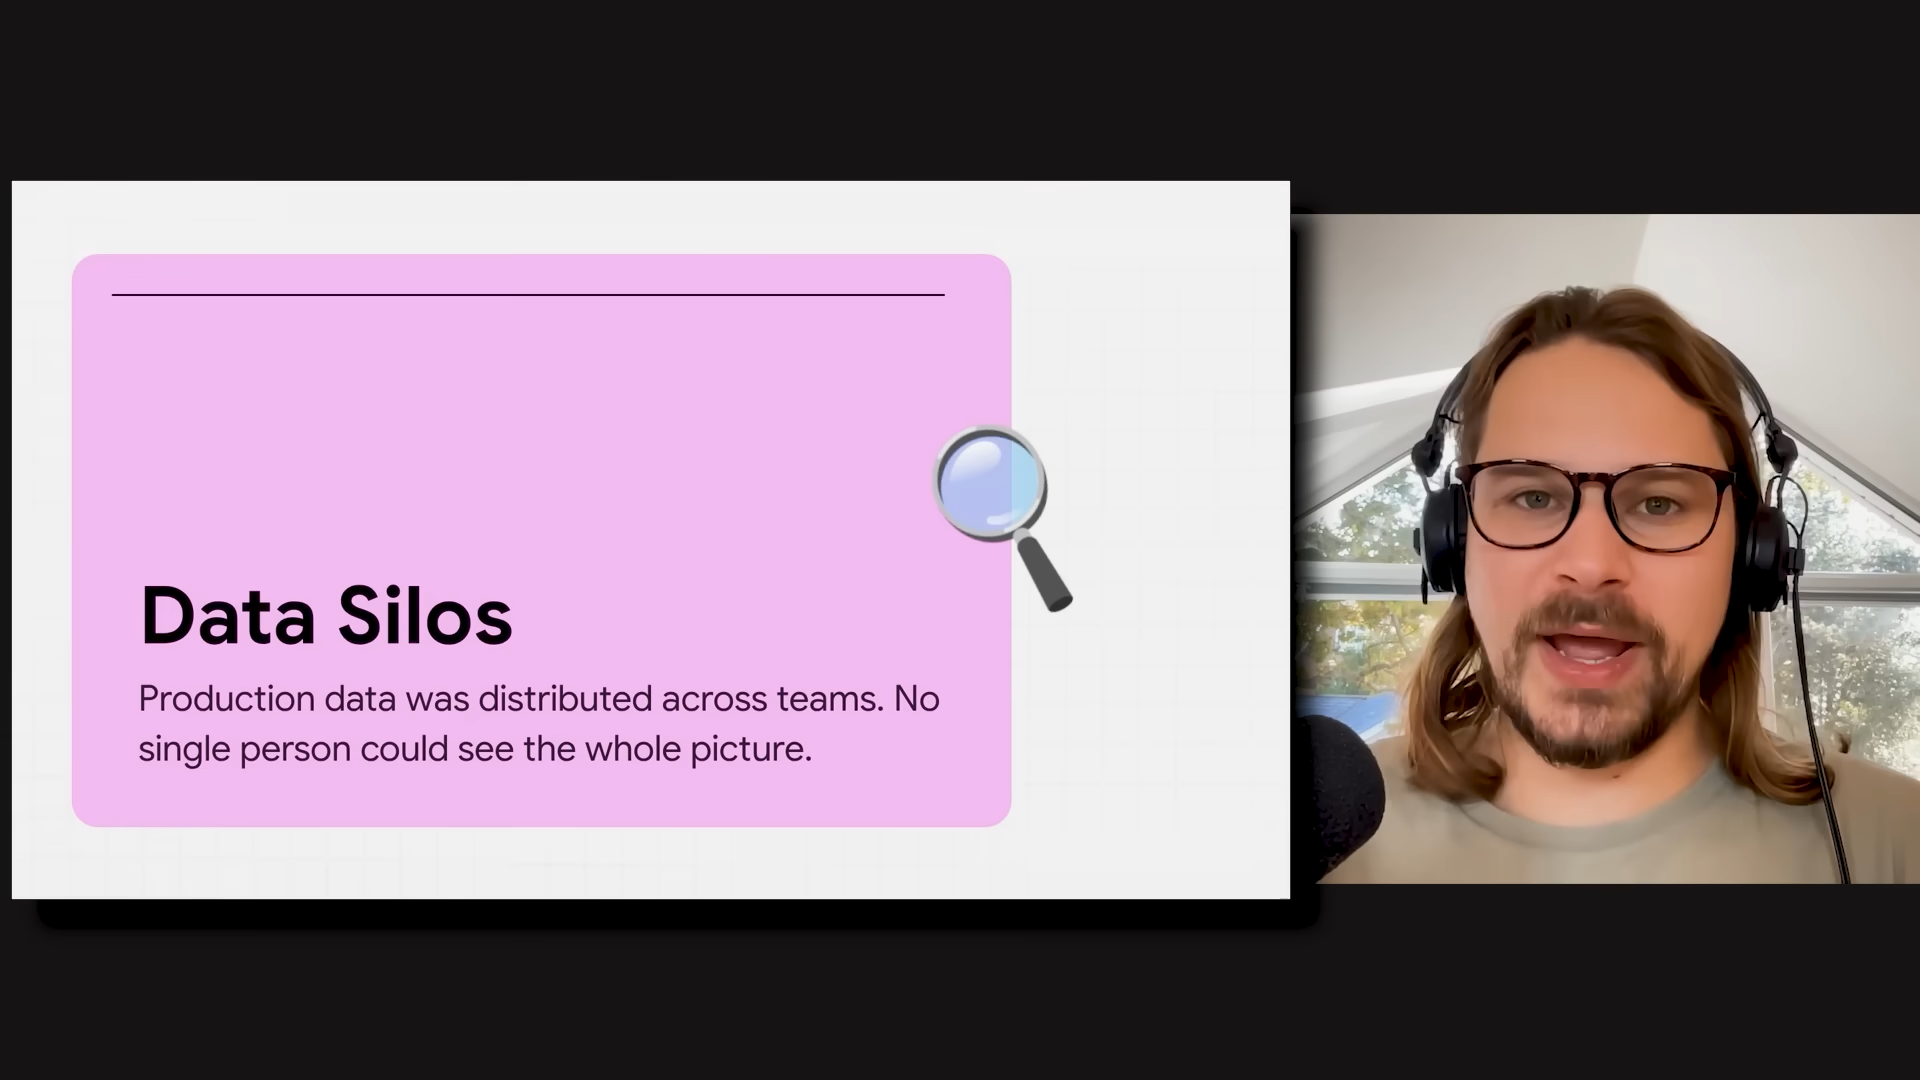 Data Silos
Production data was distributed across teams. No
single person could see the whole picture.